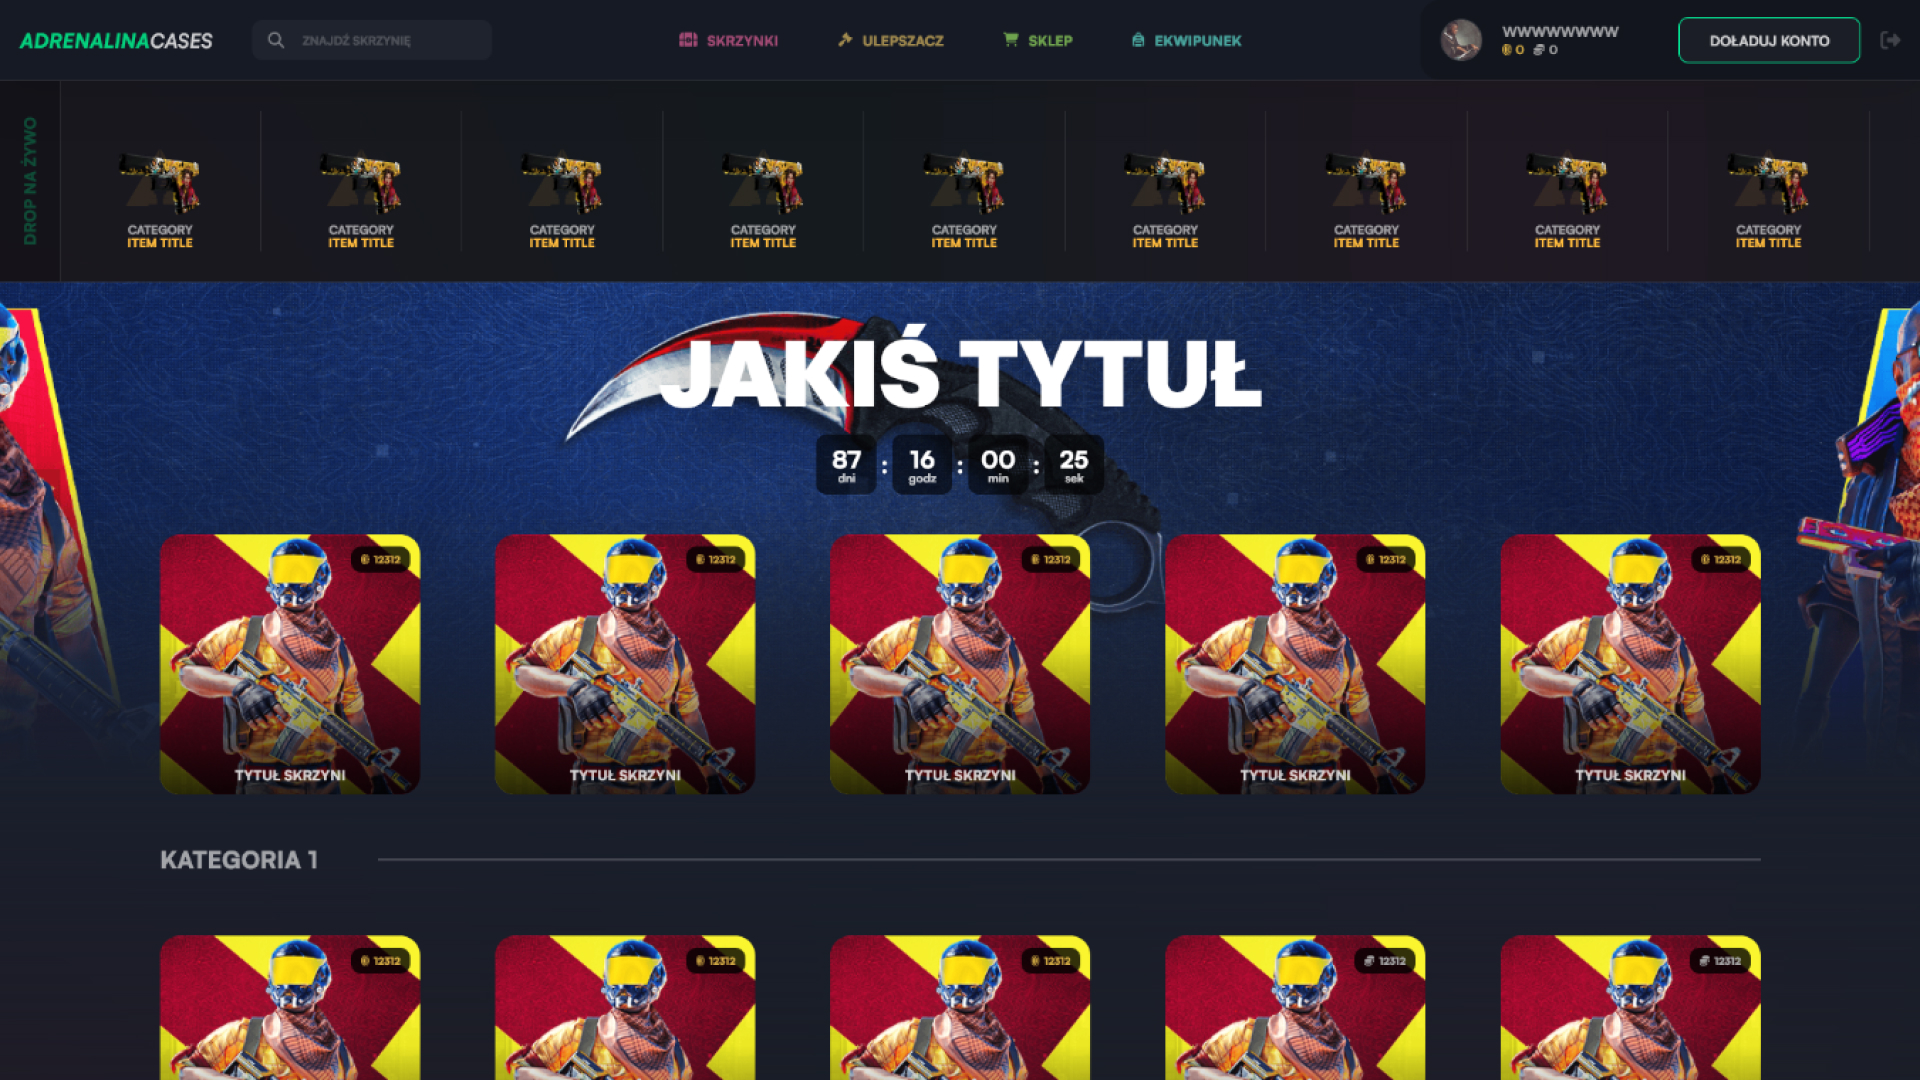 ADRENALINACASES
ZNAJDŹ SKRZYNIĘ
SKRZYNKI
ULEPSZACZ
SKLEP
EKWIPUNEK
WWWWWWWWW
0 0
DOŁADUJ KONTO
DROP NA ŻYWO
CATEGORY
ITEM TITLE
CATEGORY
ITEM TITLE
CATEGORY
ITEM TITLE
CATEGORY
ITEM TITLE
CATEGORY
ITEM TITLE
CATEGORY
ITEM TITLE
CATEGORY
ITEM TITLE
CATEGORY
ITEM TITLE
CATEGORY
ITEM TITLE
JAKIŚ TYTUŁ
87 : 16 : 00 : 25
dni godz min sek
12312
TYTUŁ SKRZYNI
12312
TYTUŁ SKRZYNI
12312
TYTUŁ SKRZYNI
12312
TYTUŁ SKRZYNI
12312
TYTUŁ SKRZYNI
KATEGORIA 1
12312
12312
12312
12312
12312